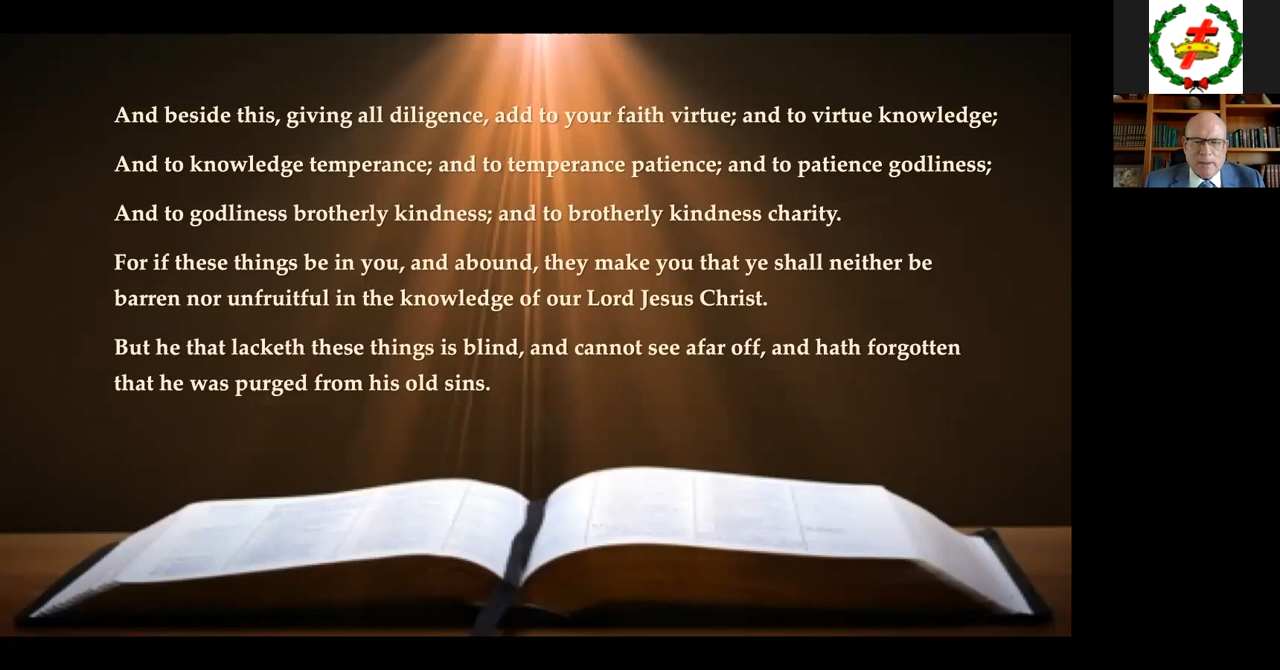 And beside this, giving all diligence, add to your faith virtue; and to virtue knowledge;
And to knowledge temperance; and to temperance patience; and to patience godliness;
And to godliness brotherly kindness; and to brotherly kindness charity.
For if these things be in you, and abound, they make you that ye shall neither be
barren nor unfruitful in the knowledge of our Lord Jesus Christ.
But he that lacketh these things is blind, and cannot see afar off, and hath forgotten
that he was purged from his old sins.